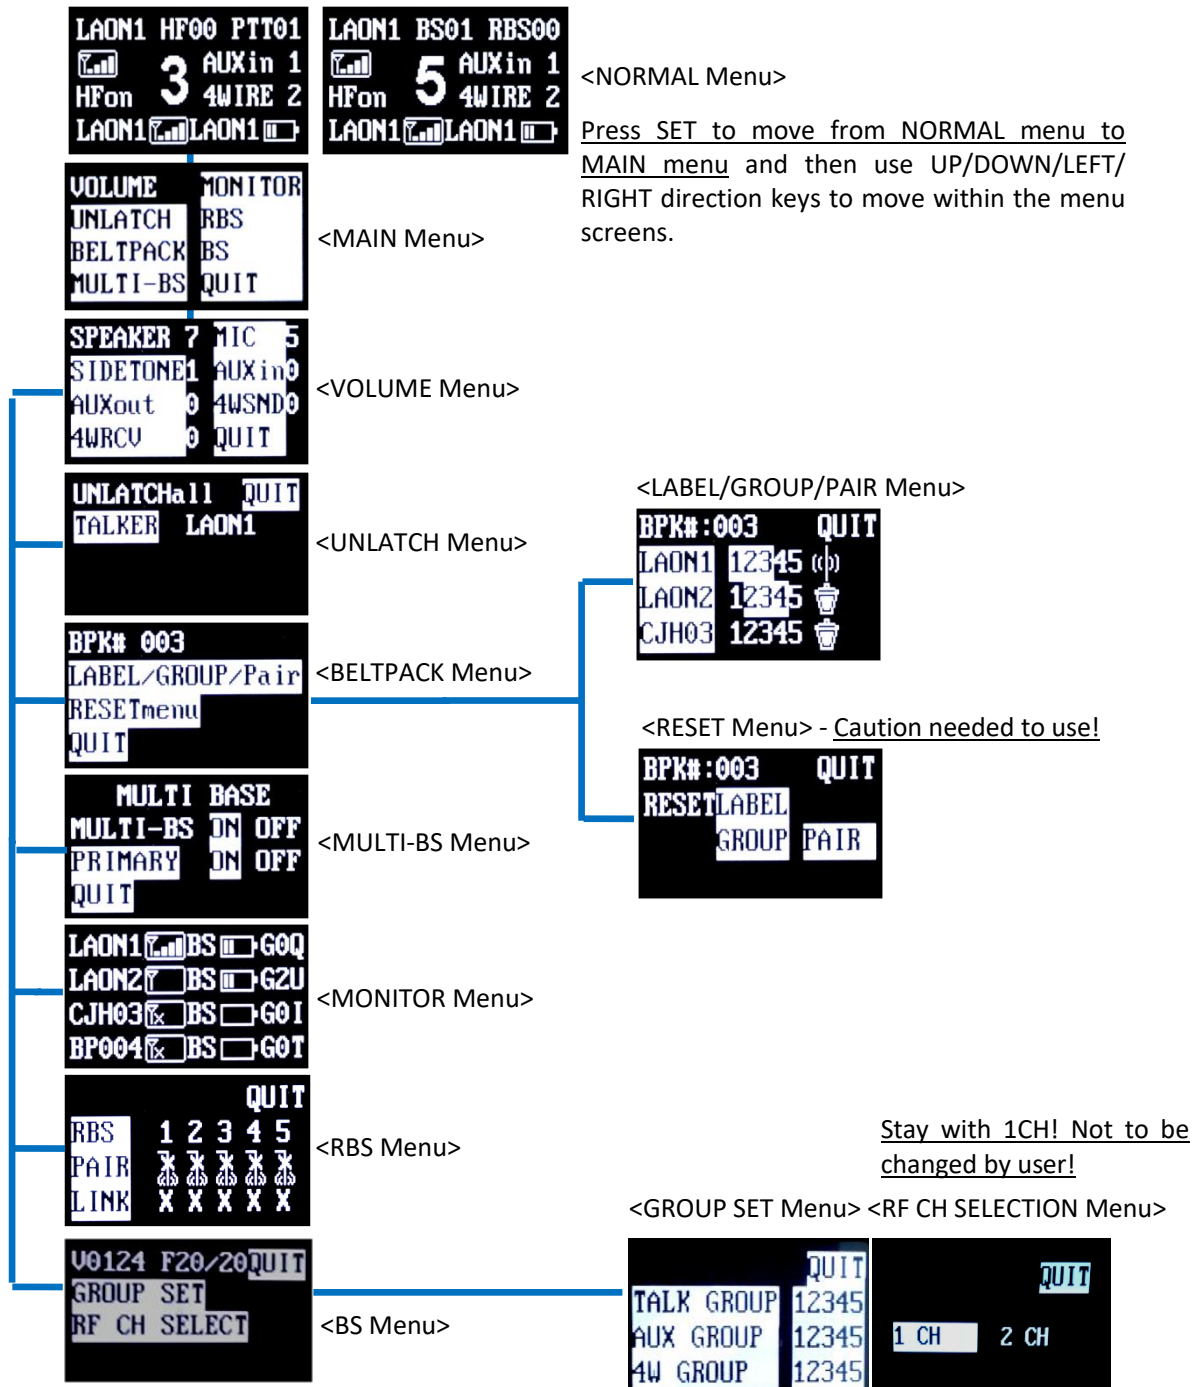 LAON1 HF00 PTT01
3 AUXin 1
HFon 4WIRE 2
LAON1 LAON1
LAON1 BS01 RBS00
5 AUXin 1
HFon 4WIRE 2
LAON1 LAON1
<NORMAL Menu>
Press SET to move from NORMAL menu to
MAIN menu and then use UP/DOWN/LEFT/
RIGHT direction keys to move within the menu
screens.
VOLUME MONITOR
UNLATCH RBS
BELTPACK BS
MULTI-BS QUIT
<MAIN Menu>
SPEAKER 7 MIC 5
SIDETONE1 AUXin0
AUXout 0 4WSND0
4WRCV 0 QUIT
<VOLUME Menu>
UNLATCHall QUIT
TALKER LAON1
<UNLATCH Menu>
BPK# 003
LABEL/GROUP/Pair
RESETmenu
QUIT
<BELTPACK Menu>
<LABEL/GROUP/PAIR Menu>
BPK#:003 QUIT
LAON1 12345
LAON2 12345
CJH03 12345
<RESET Menu> - Caution needed to use!
BPK#:003 QUIT
RESET LABEL
GROUP PAIR
MULTI BASE
MULTI-BS ON OFF
PRIMARY ON OFF
QUIT
<MULTI-BS Menu>
LAON1 BS G0Q
LAON2 BS G2U
CJH03 BS G0I
BP004 BS G0T
<MONITOR Menu>
QUIT
RBS 1 2 3 4 5
PAIR
LINK X X X X X
<RBS Menu>
V0124 F20/20 QUIT
GROUP SET
RF CH SELECT
<BS Menu>
Stay with 1CH! Not to be
changed by user!
<GROUP SET Menu> <RF CH SELECTION Menu>
QUIT
TALK GROUP 12345
AUX GROUP 12345
4W GROUP 12345
QUIT
1 CH 2 CH